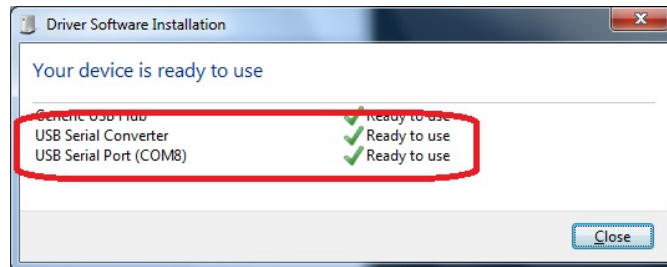 Driver Software Installation
Your device is ready to use
Generic USB Hub Ready to use
USB Serial Converter Ready to use
USB Serial Port (COM8) Ready to use
Close